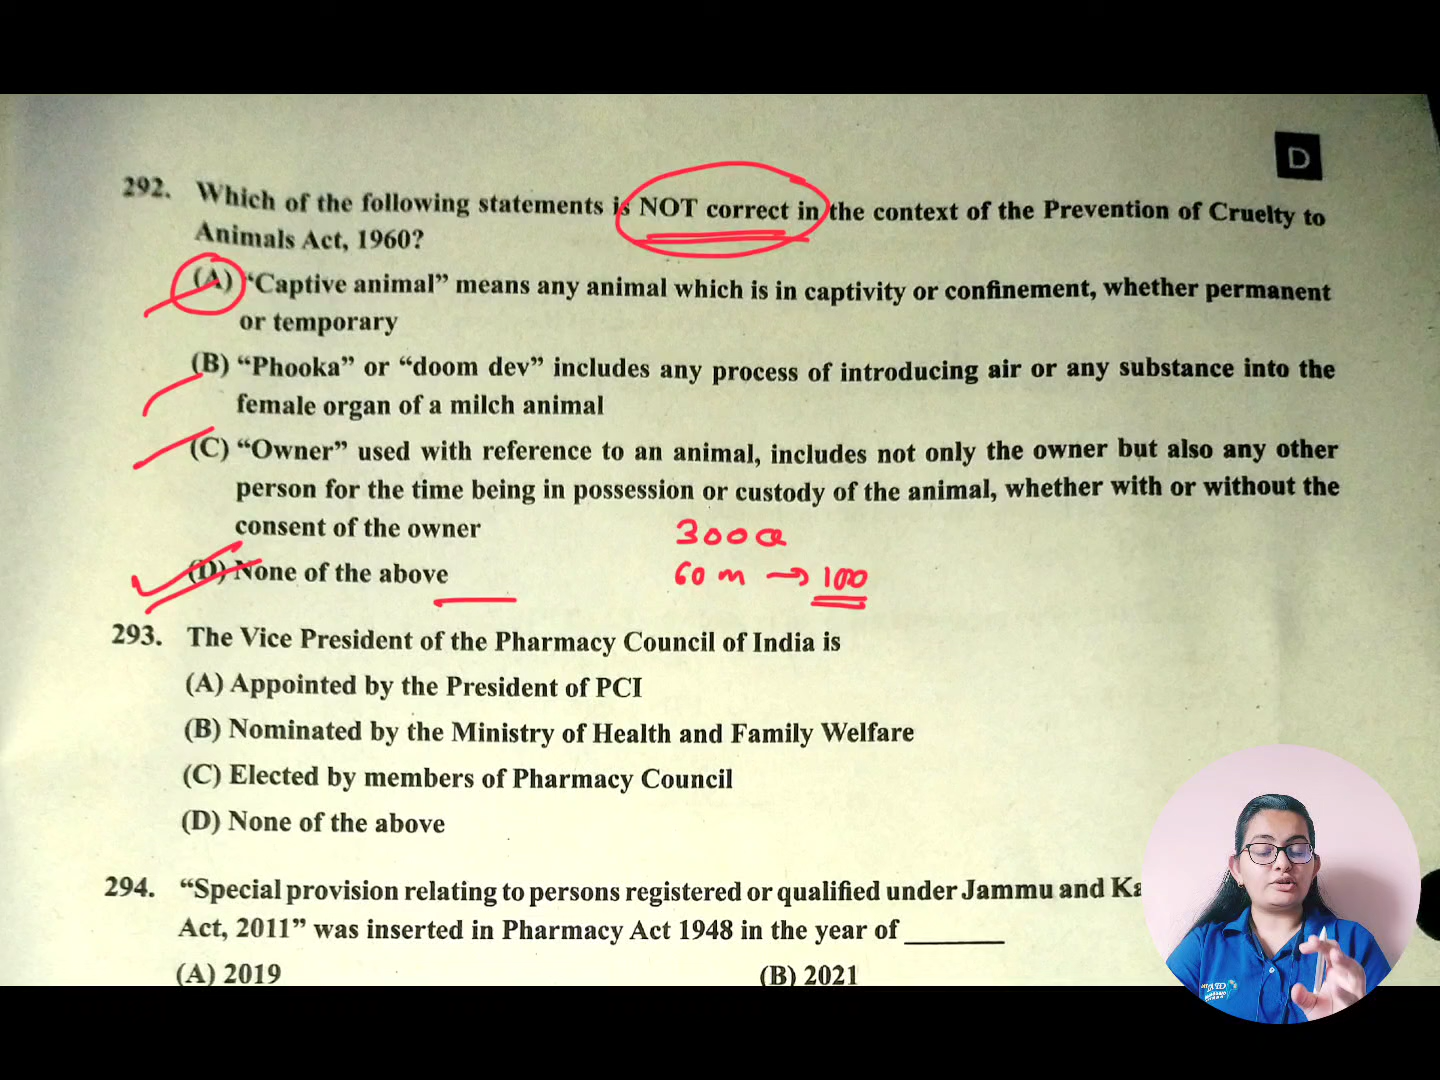 D
292. Which of the following statements is NOT correct in the context of the Prevention of Cruelty to
Animals Act, 1960?
(A) “Captive animal” means any animal which is in captivity or confinement, whether permanent
or temporary
(B) “Phooka” or “doom dev” includes any process of introducing air or any substance into the
female organ of a milch animal
(C) “Owner” used with reference to an animal, includes not only the owner but also any other
person for the time being in possession or custody of the animal, whether with or without the
consent of the owner
300Q
(D) None of the above
60 m → 100
293. The Vice President of the Pharmacy Council of India is
(A) Appointed by the President of PCI
(B) Nominated by the Ministry of Health and Family Welfare
(C) Elected by members of Pharmacy Council
(D) None of the above
294. “Special provision relating to persons registered or qualified under Jammu and Ka
Act, 2011” was inserted in Pharmacy Act 1948 in the year of ________
(A) 2019 (B) 2021